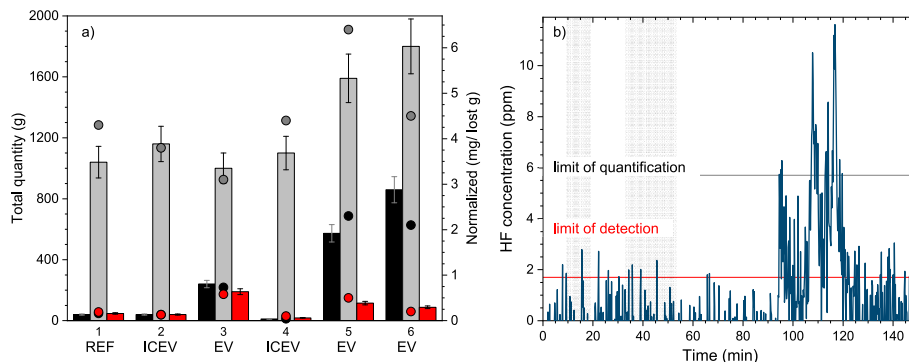 a)
Total quantity (g)
2000
1600
1200
800
400
0
1 2 3 4 5 6
REF ICEV EV ICEV EV EV
6
5
4
3
2
1
0
Normalized (mg/ lost g)
b)
HF concentration (ppm)
10
8
6
4
2
0
limit of quantification
limit of detection
0 20 40 60 80 100 120 140
Time (min)